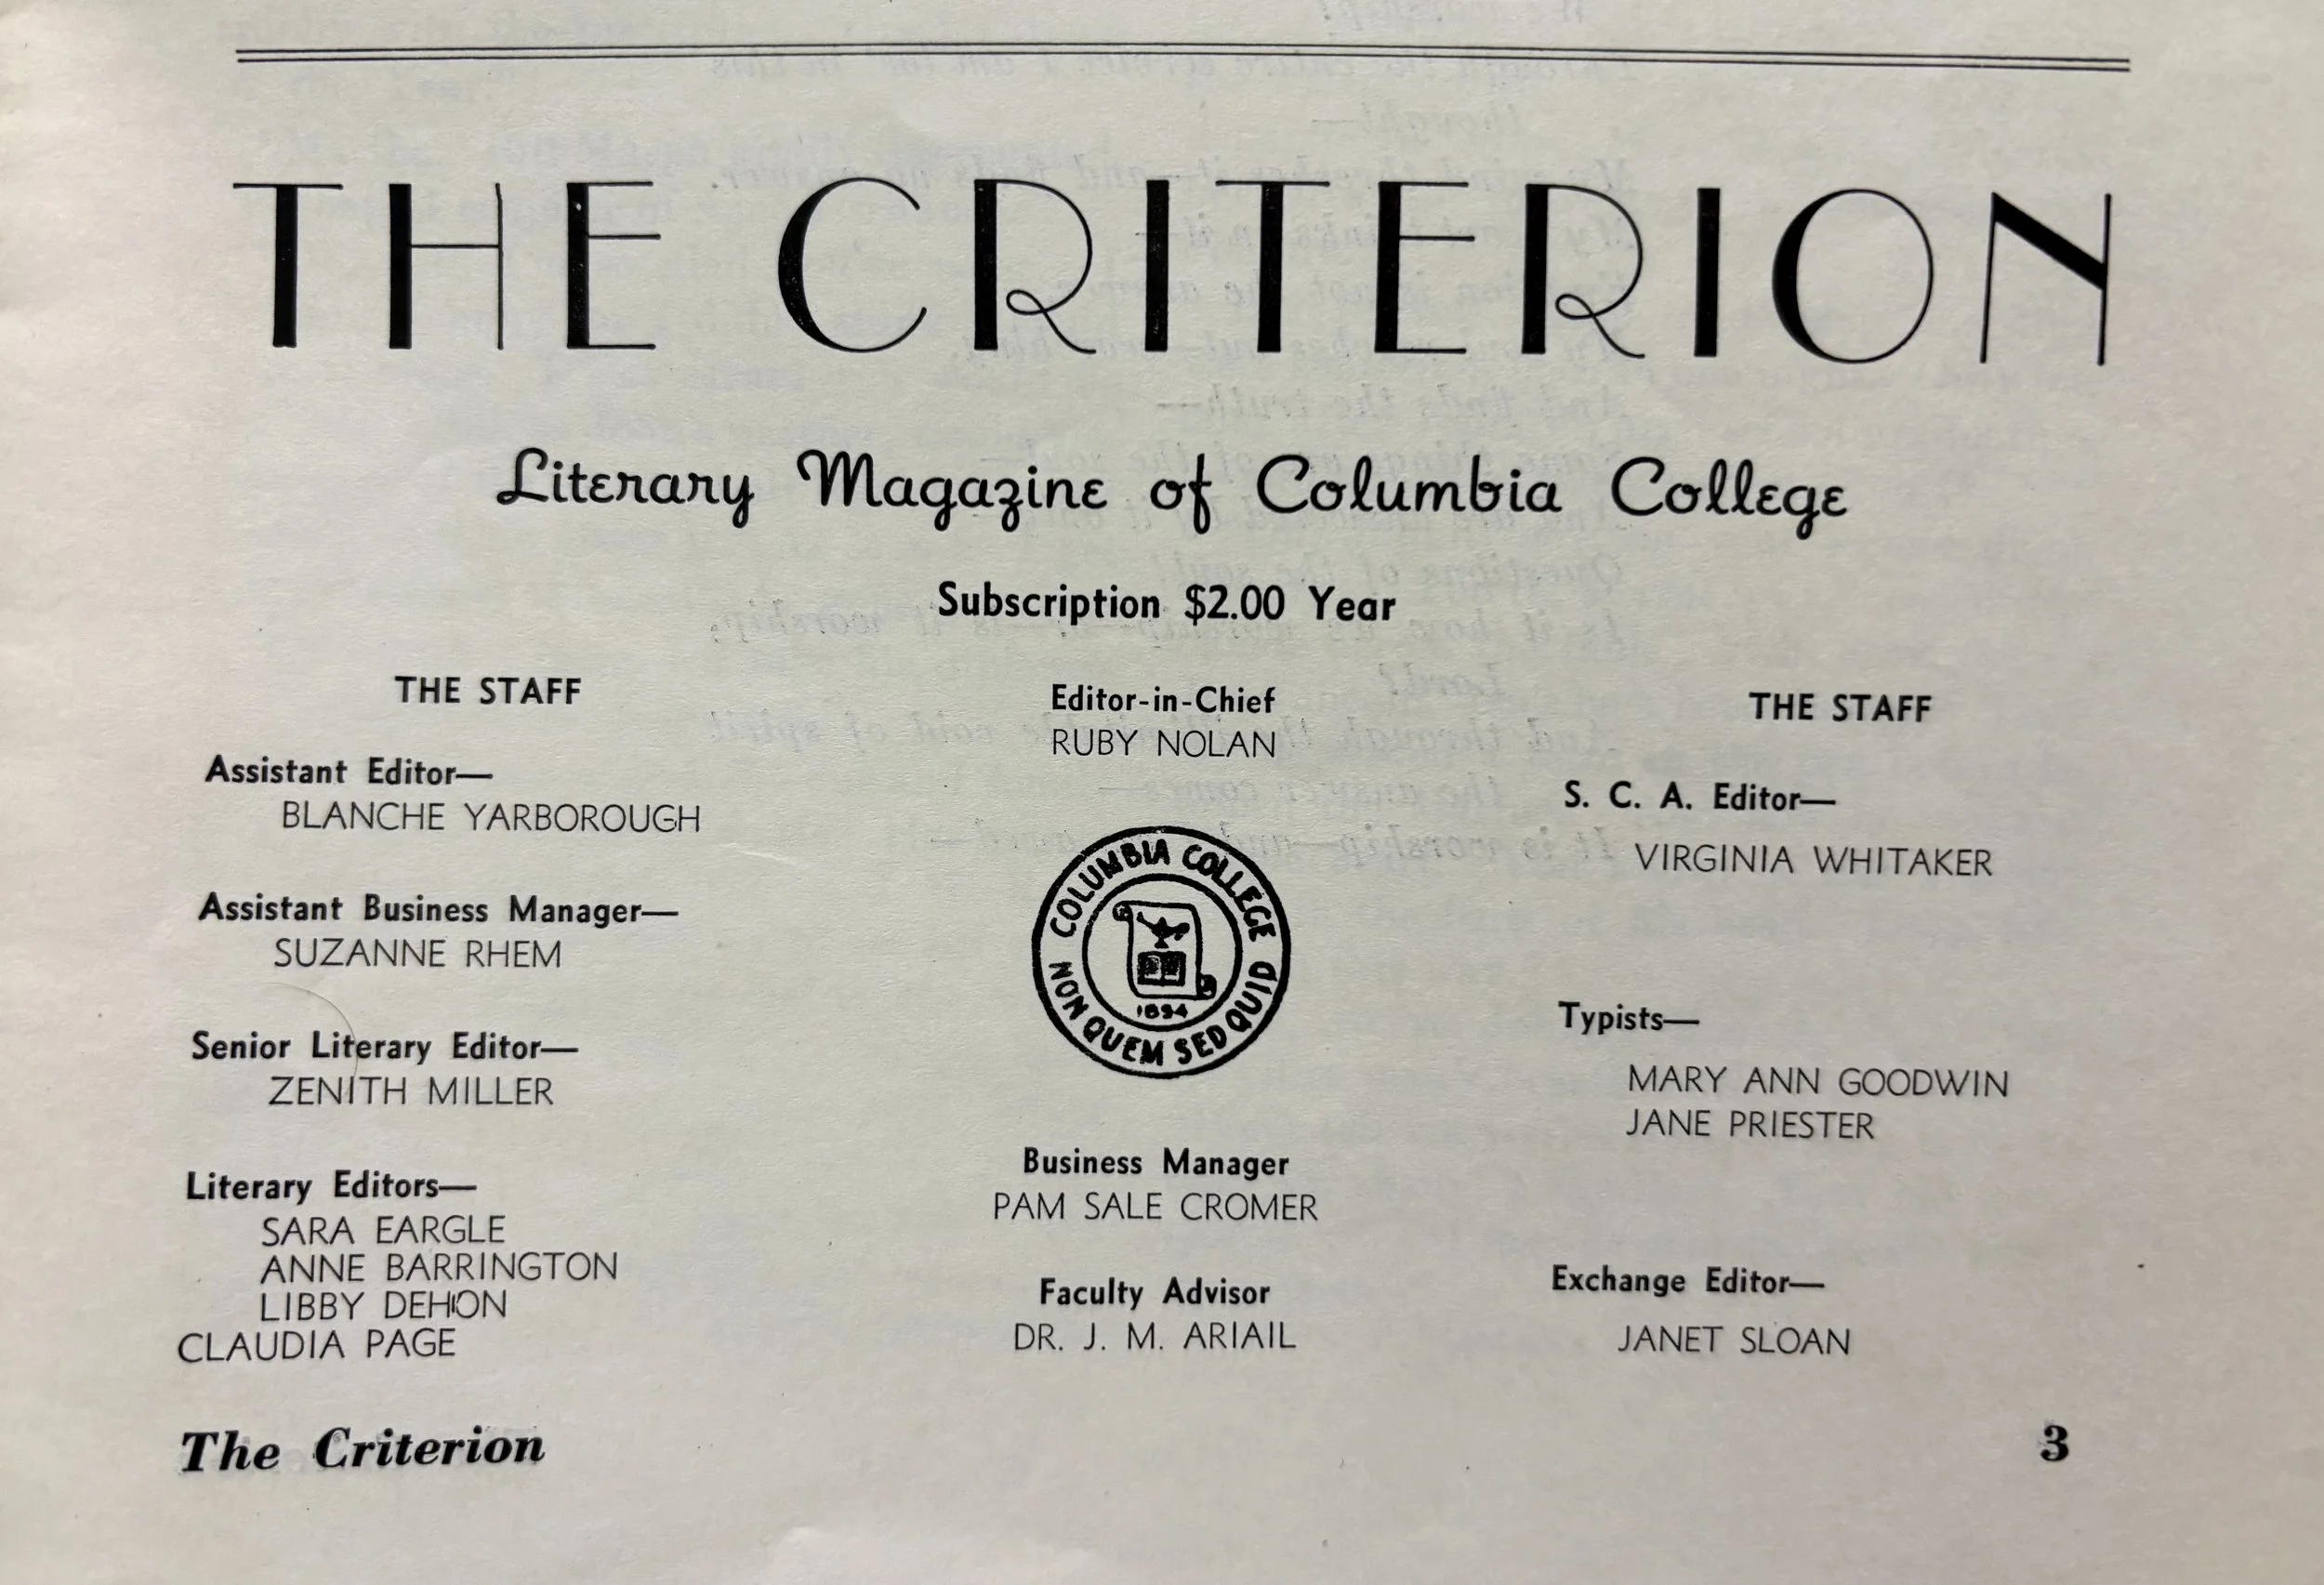 THE CRITERION
Literary Magazine of Columbia College
Subscription $2.00 Year
THE STAFF
Assistant Editor—
BLANCHE YARBOROUGH
Assistant Business Manager—
SUZANNE RHEM
Senior Literary Editor—
ZENITH MILLER
Literary Editors—
SARA EARGLE
ANNE BARRINGTON
LIBBY DEHON
CLAUDIA PAGE
Editor-in-Chief
RUBY NOLAN
COLUMBIA COLLEGE
NON QUEM SED QUID
1854
Business Manager
PAM SALE CROMER
Faculty Advisor
DR. J. M. ARIAIL
THE STAFF
S. C. A. Editor—
VIRGINIA WHITAKER
Typists—
MARY ANN GOODWIN
JANE PRIESTER
Exchange Editor—
JANET SLOAN
The Criterion
3